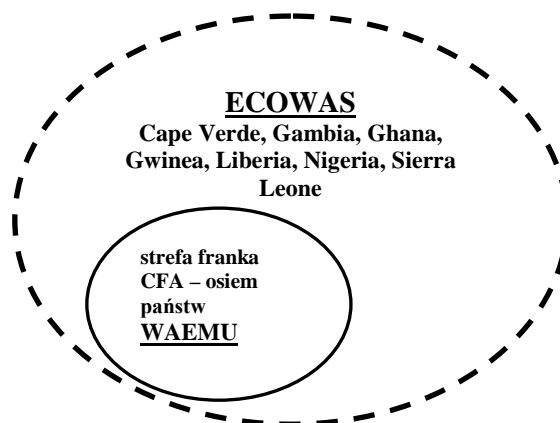 ECOWAS
Cape Verde, Gambia, Ghana,
Gwinea, Liberia, Nigeria, Sierra
Leone
strefa franka
CFA – osiem
państw
WAEMU